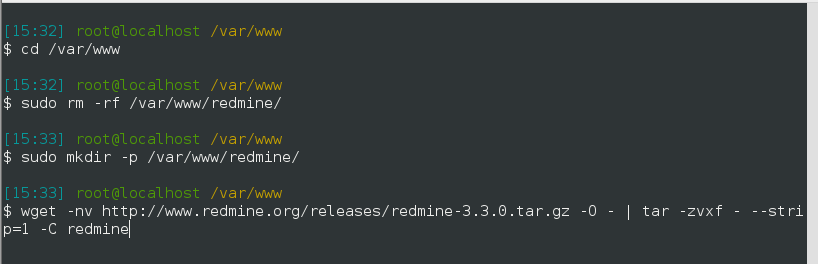 [15:32] root@localhost /var/www
$ cd /var/www
[15:32] root@localhost /var/www
$ sudo rm -rf /var/www/redmine/
[15:33] root@localhost /var/www
$ sudo mkdir -p /var/www/redmine/
[15:33] root@localhost /var/www
$ wget -nv http://www.redmine.org/releases/redmine-3.3.0.tar.gz -O - | tar -zvxf - --stri
p=1 -C redmine